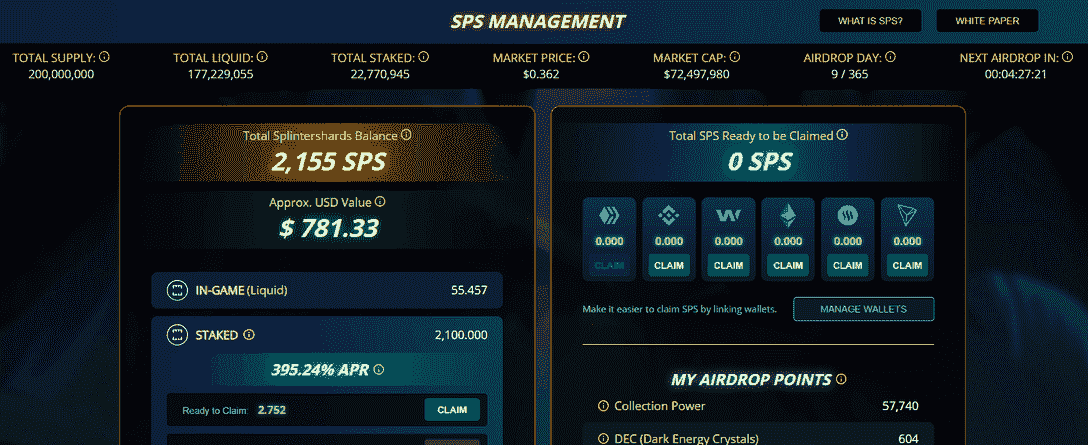 SPS MANAGEMENT
WHAT IS SPS?
WHITE PAPER
TOTAL SUPPLY:
200,000,000
TOTAL LIQUID:
177,229,055
TOTAL STAKED:
22,770,945
MARKET PRICE:
$0.362
MARKET CAP:
$72,497,980
AIRDROP DAY:
9 / 365
NEXT AIRDROP IN:
00:04:27:21
Total Splintershards Balance
2,155 SPS
Approx. USD Value
$ 781.33
IN-GAME (Liquid) 55.457
STAKED 2,100.000
395.24% APR
Ready to Claim: 2.752 CLAIM
Total SPS Ready to be Claimed
0 SPS
0.000 0.000 0.000 0.000 0.000 0.000
CLAIM CLAIM CLAIM CLAIM CLAIM CLAIM
Make it easier to claim SPS by linking wallets. MANAGE WALLETS
MY AIRDROP POINTS
Collection Power 57,740
DEC (Dark Energy Crystals) 604